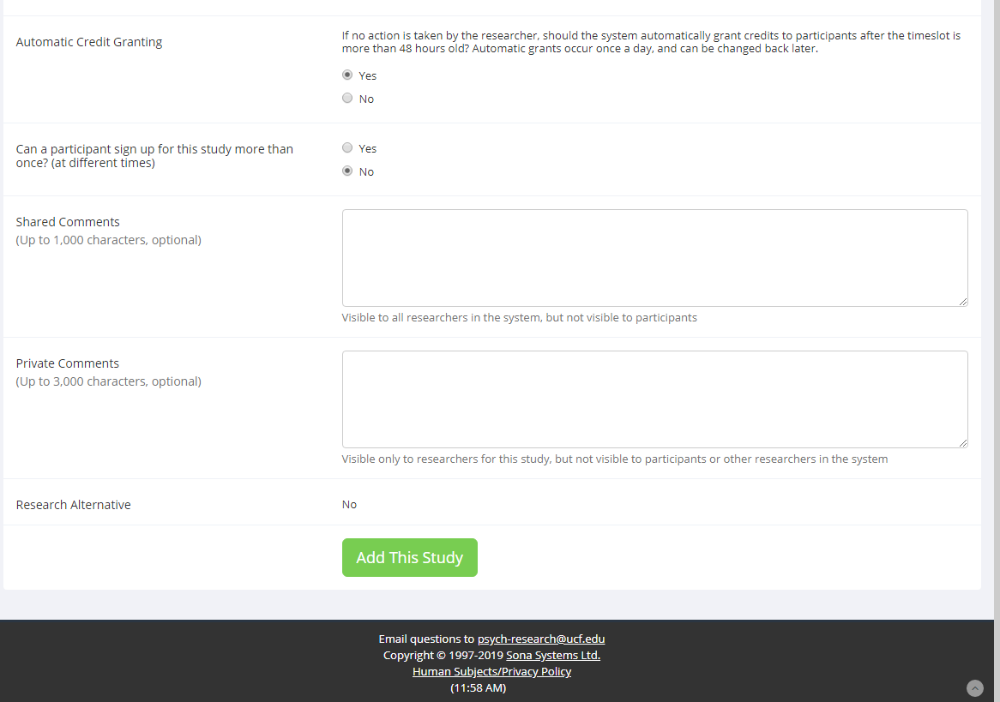 Automatic Credit Granting
If no action is taken by the researcher, should the system automatically grant credits to participants after the timeslot is
more than 48 hours old? Automatic grants occur once a day, and can be changed back later.
Yes
No
Can a participant sign up for this study more than
once? (at different times)
Yes
No
Shared Comments
(Up to 1,000 characters, optional)
Visible to all researchers in the system, but not visible to participants
Private Comments
(Up to 3,000 characters, optional)
Visible only to researchers for this study, but not visible to participants or other researchers in the system
Research Alternative
No
Add This Study
Email questions to psych-research@ucf.edu
Copyright © 1997-2019 Sona Systems Ltd.
Human Subjects/Privacy Policy
(11:58 AM)